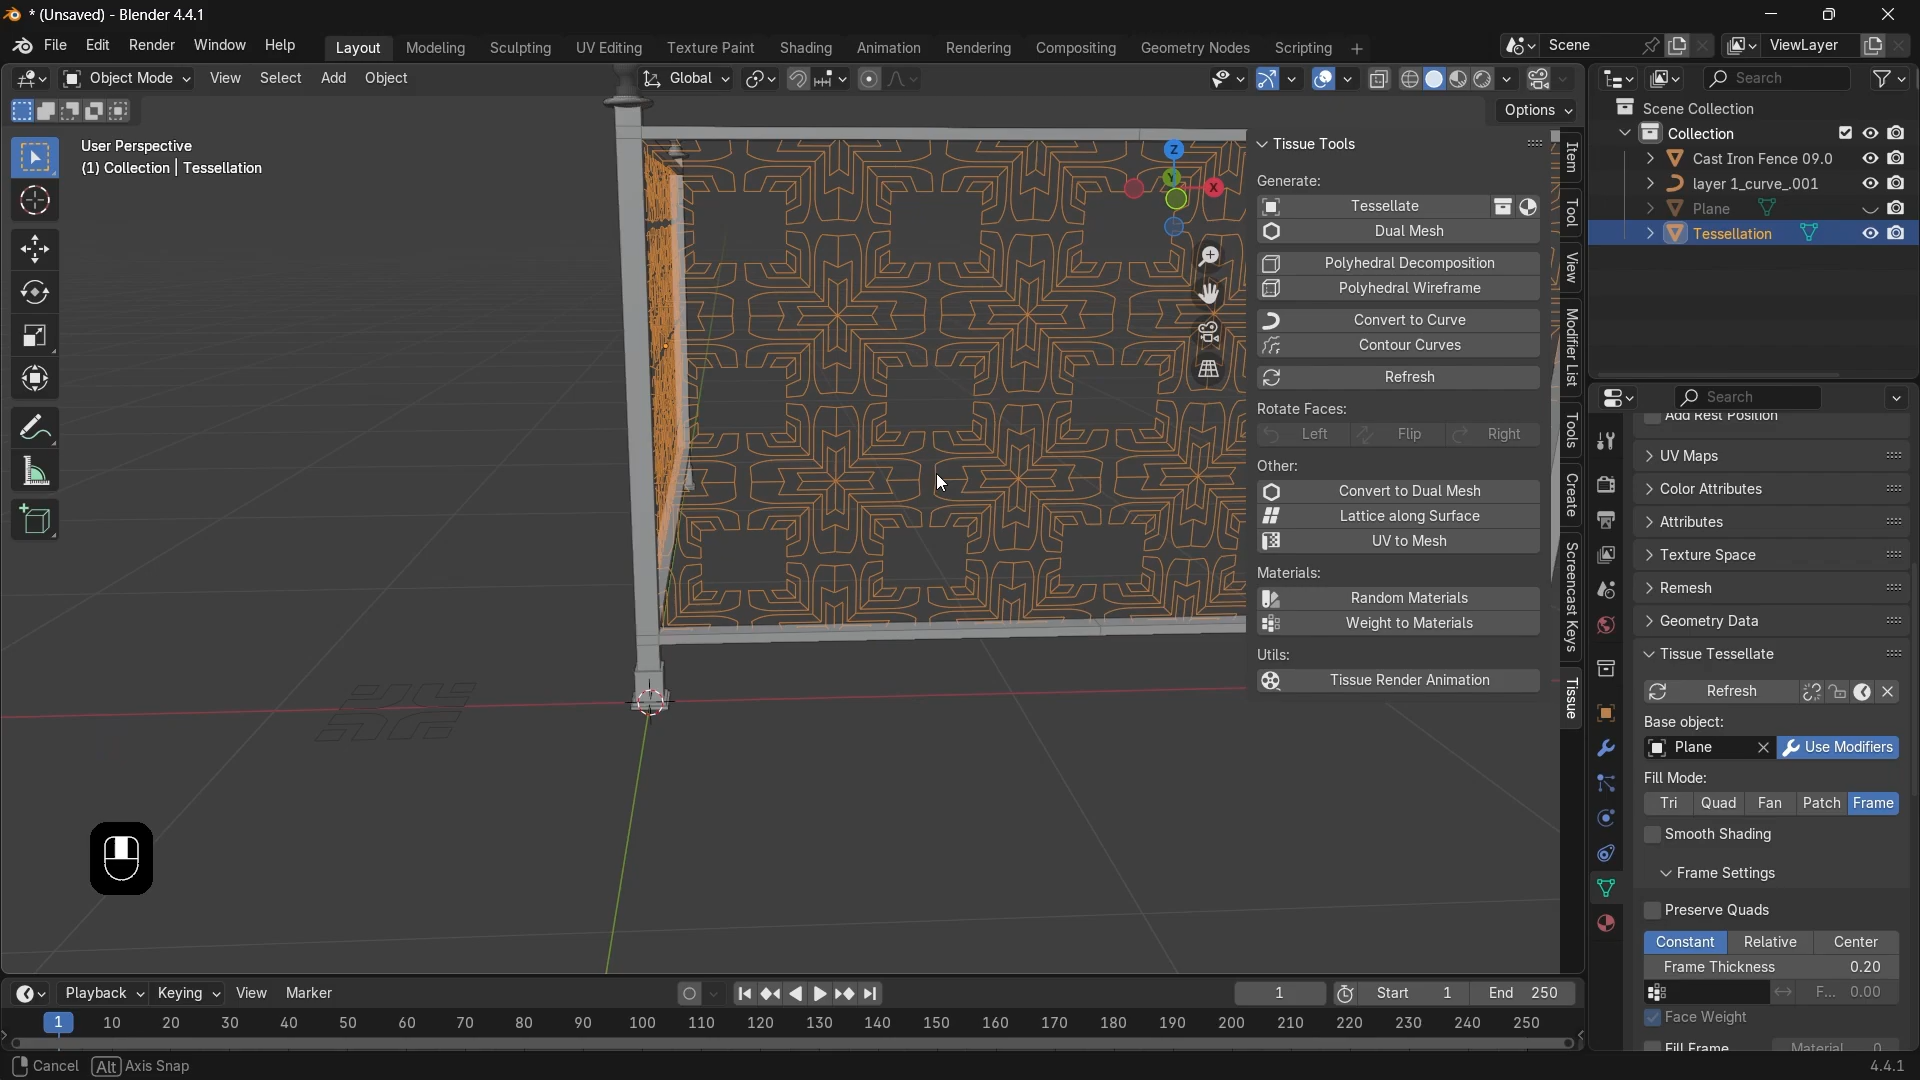 * (Unsaved) - Blender 4.4.1
File Edit Render Window Help
Layout Modeling Sculpting UV Editing Texture Paint Shading Animation Rendering Compositing Geometry Nodes Scripting +
Scene
ViewLayer
Object Mode View Select Add Object
Global
Options
Search
Scene Collection
Collection
Cast Iron Fence 09.0
layer 1_curve_.001
Plane
Tessellation
User Perspective
(1) Collection | Tessellation
Z
Y
X
Tissue Tools
Generate:
Tessellate
Dual Mesh
Polyhedral Decomposition
Polyhedral Wireframe
Convert to Curve
Contour Curves
Refresh
Rotate Faces:
Left Flip Right
Other:
Convert to Dual Mesh
Lattice along Surface
UV to Mesh
Materials:
Random Materials
Weight to Materials
Utils:
Tissue Render Animation
Item
Tool
View
Modifier List
Tools
Create
Screencast Keys
Tissue
Search
Add Rest Position
UV Maps
Color Attributes
Attributes
Texture Space
Remesh
Geometry Data
Tissue Tessellate
Refresh
Base object:
Plane Use Modifiers
Fill Mode:
Tri Quad Fan Patch Frame
Smooth Shading
Frame Settings
Preserve Quads
Constant Relative Center
Frame Thickness 0.20
F... 0.00
Face Weight
Fill Frame Material 0
Playback Keying View Marker
1 Start 1 End 250
1 10 20 30 40 50 60 70 80 90 100 110 120 130 140 150 160 170 180 190 200 210 220 230 240 250
Cancel Alt Axis Snap
4.4.1